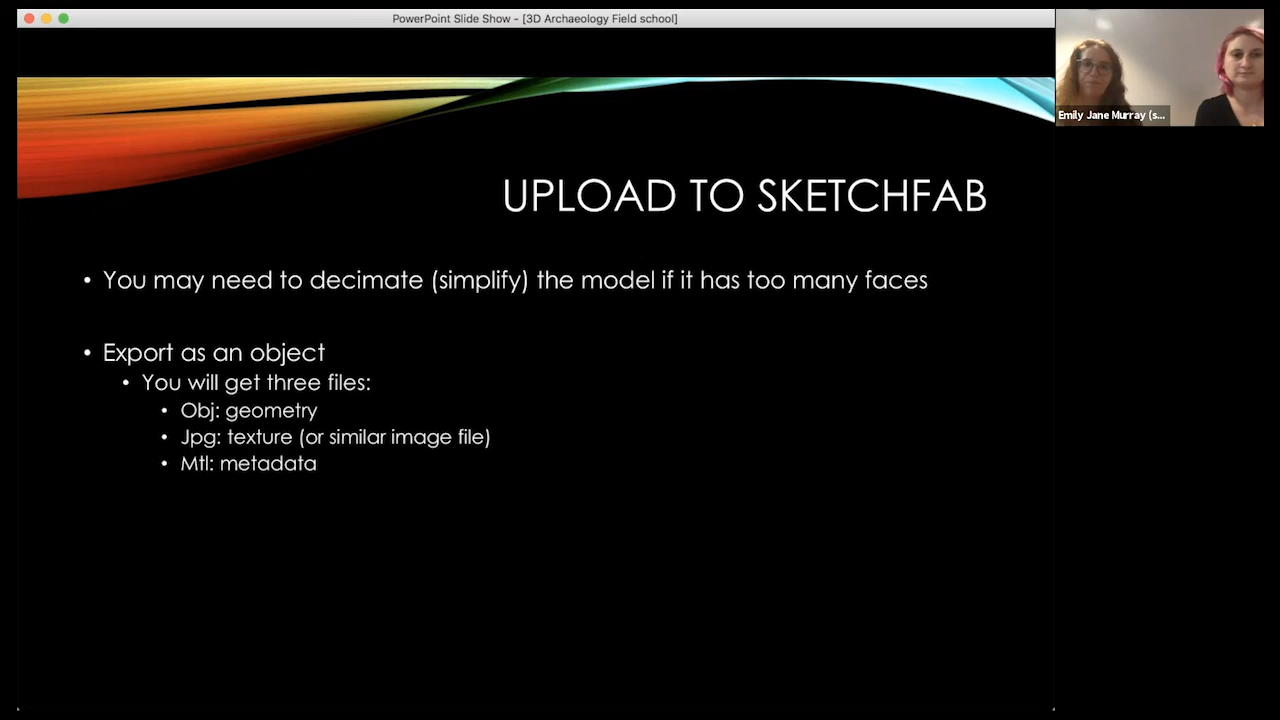 PowerPoint Slide Show - [3D Archaeology Field school]
Emily Jane Murray (s...
UPLOAD TO SKETCHFAB
• You may need to decimate (simplify) the model if it has too many faces
• Export as an object
• You will get three files:
• Obj: geometry
• Jpg: texture (or similar image file)
• Mtl: metadata